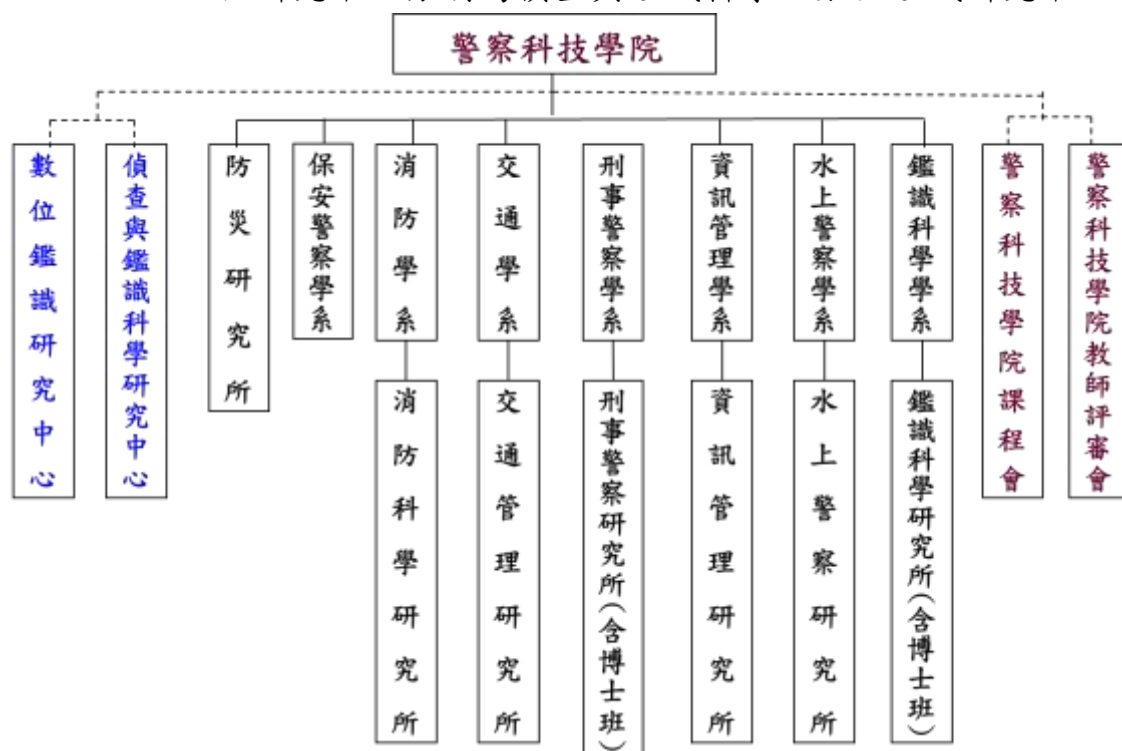 警察科技學院
數位鑑識研究中心
偵查與鑑識科學研究中心
防災研究所
保安警察學系
消防學系
交通學系
刑事警察學系
資訊管理學系
水上警察學系
鑑識科學學系
警察科技學院課程會
警察科技學院教師評審會
消防科學研究所
交通管理研究所
刑事警察研究所(含博士班)
資訊管理研究所
水上警察研究所
鑑識科學研究所(含博士班)